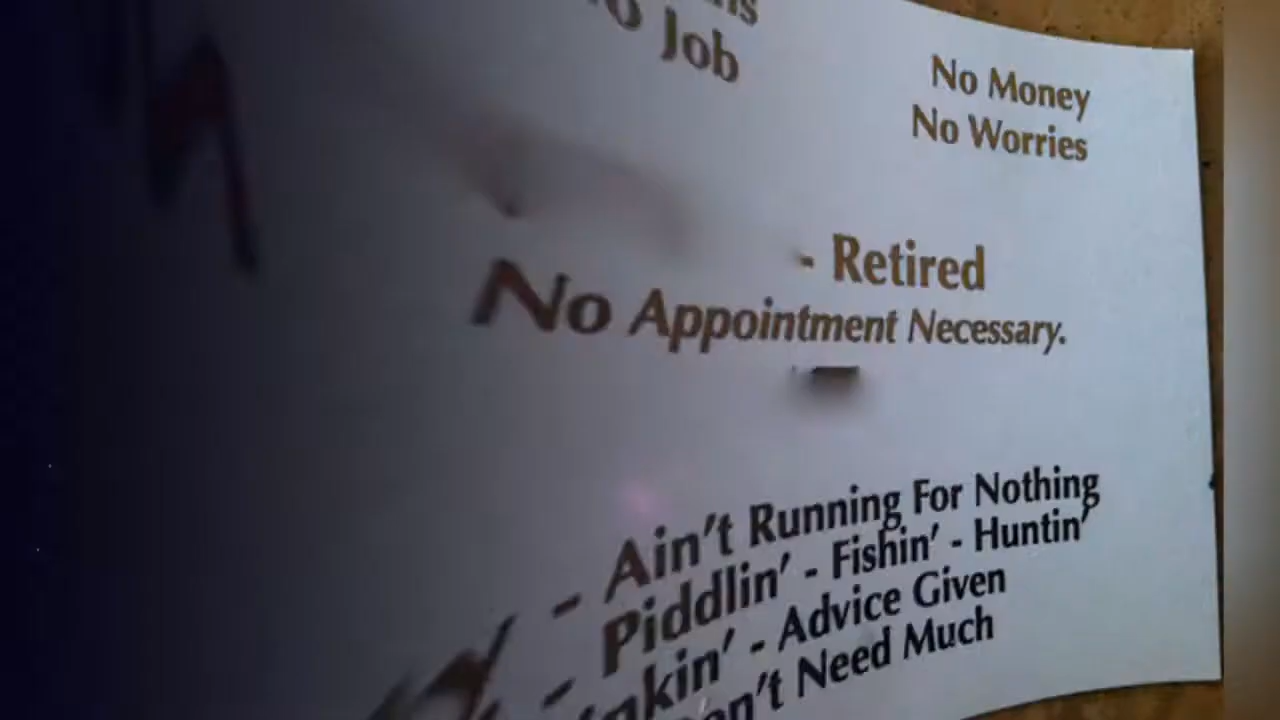 Job
No Money
No Worries
- Retired
No Appointment Necessary.
- Ain't Running For Nothing
- Piddlin' - Fishin' - Huntin'
- Advice Given
Need Much